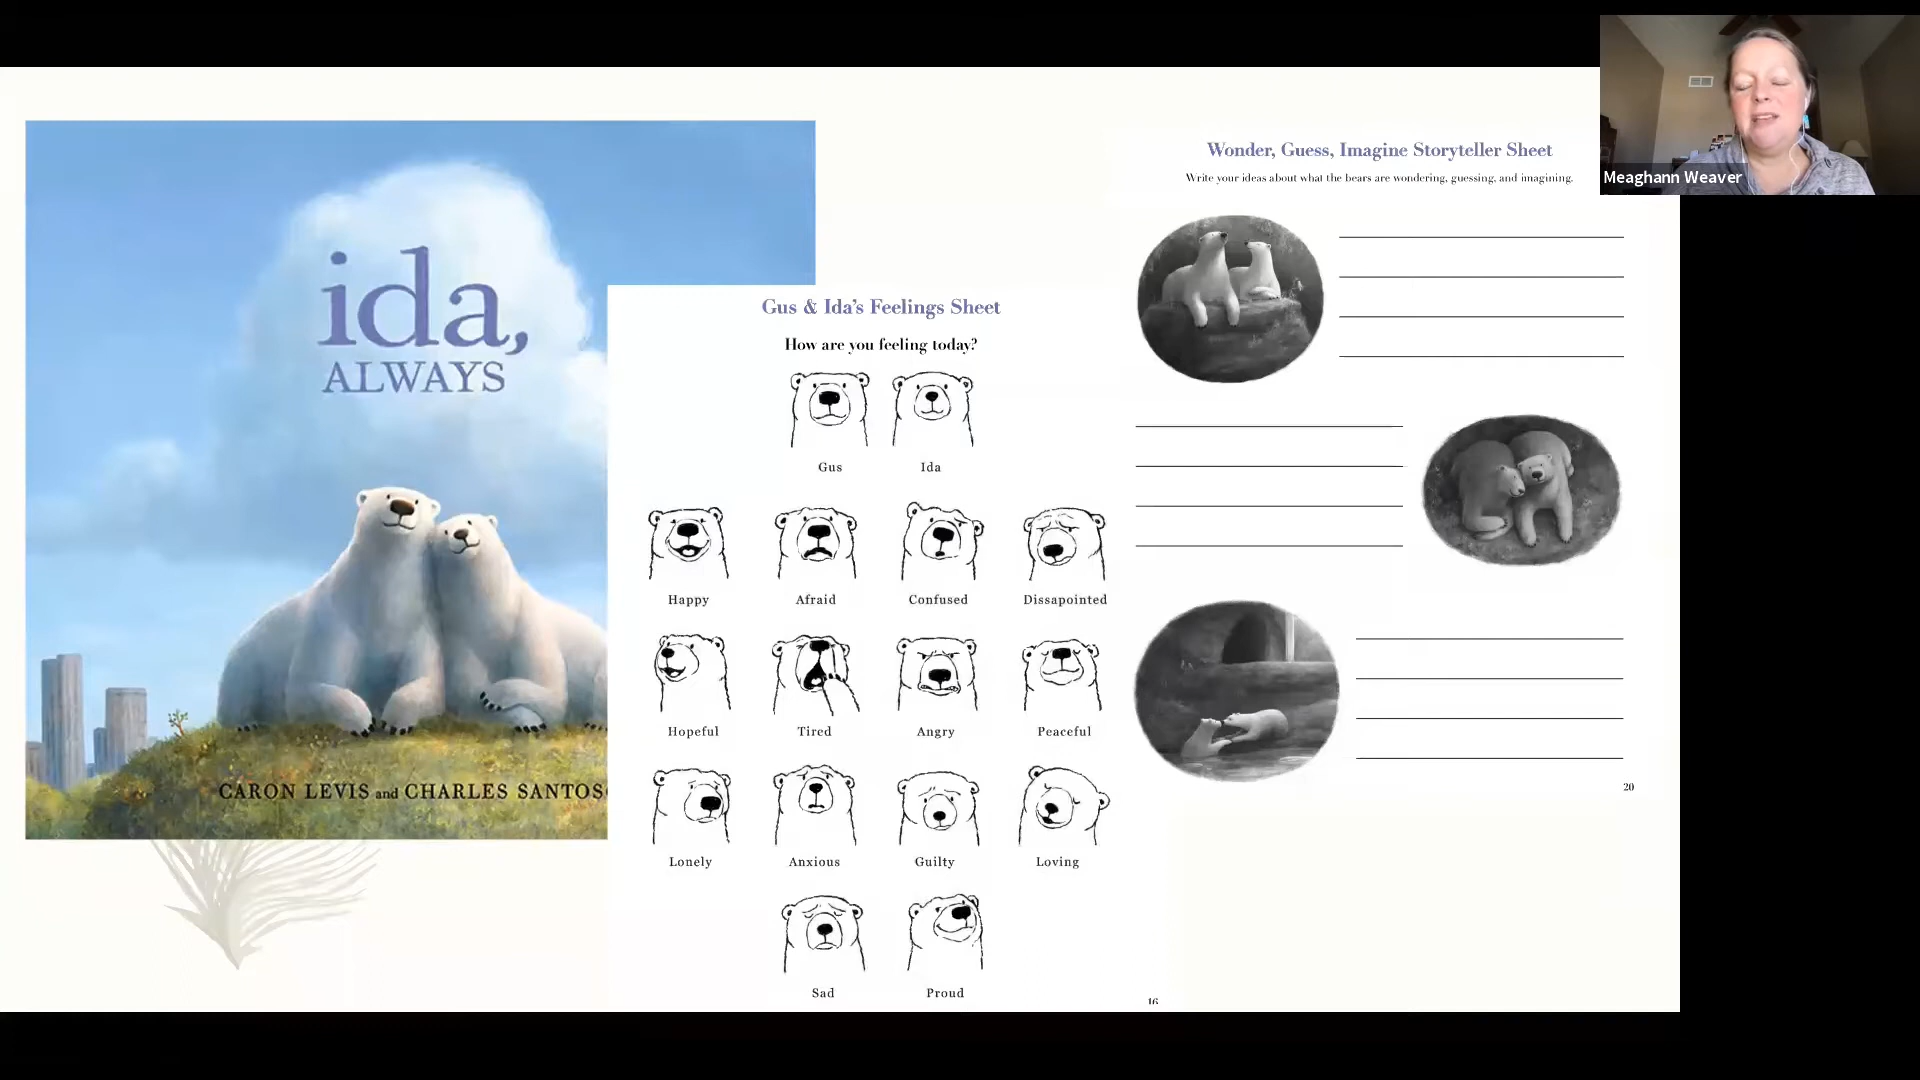 ida,
ALWAYS
CARON LEVIS and CHARLES SANTOS
Gus & Ida's Feelings Sheet
How are you feeling today?
Gus Ida
Happy Afraid Confused Dissapointed
Hopeful Tired Angry Peaceful
Lonely Anxious Guilty Loving
Sad Proud
16
Wonder, Guess, Imagine Storyteller Sheet
Write your ideas about what the bears are wondering, guessing, and imagining.
20
Meaghann Weaver